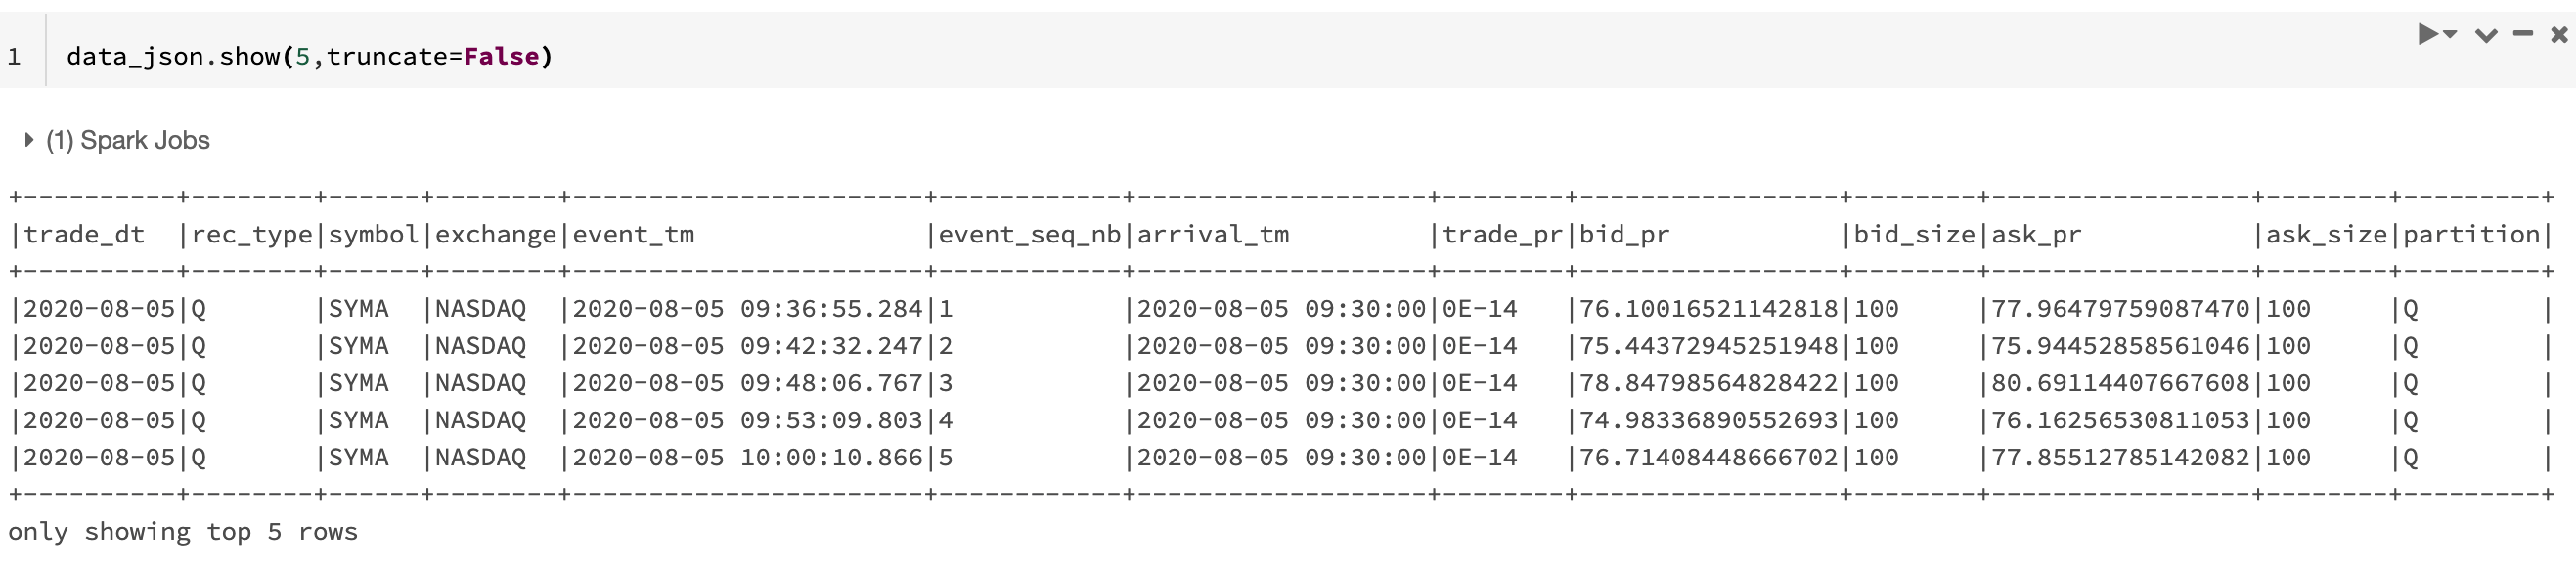 1 data_json.show(5,truncate=False)
(1) Spark Jobs
+----------+--------+------+--------+-----------------------+------------+-------------------+--------+-----------------+--------+-----------------+--------+---------+
|trade_dt  |rec_type|symbol|exchange|event_tm               |event_seq_nb|arrival_tm         |trade_pr|bid_pr           |bid_size|ask_pr           |ask_size|partition|
+----------+--------+------+--------+-----------------------+------------+-------------------+--------+-----------------+--------+-----------------+--------+---------+
|2020-08-05|Q       |SYMA  |NASDAQ  |2020-08-05 09:36:55.284|1           |2020-08-05 09:30:00|0E-14   |76.10016521142818|100     |77.96479759087470|100     |Q        |
|2020-08-05|Q       |SYMA  |NASDAQ  |2020-08-05 09:42:32.247|2           |2020-08-05 09:30:00|0E-14   |75.44372945251948|100     |75.94452858561046|100     |Q        |
|2020-08-05|Q       |SYMA  |NASDAQ  |2020-08-05 09:48:06.767|3           |2020-08-05 09:30:00|0E-14   |78.84798564828422|100     |80.69114407667608|100     |Q        |
|2020-08-05|Q       |SYMA  |NASDAQ  |2020-08-05 09:53:09.803|4           |2020-08-05 09:30:00|0E-14   |74.98336890552693|100     |76.16256530811053|100     |Q        |
|2020-08-05|Q       |SYMA  |NASDAQ  |2020-08-05 10:00:10.866|5           |2020-08-05 09:30:00|0E-14   |76.71408448666702|100     |77.85512785142082|100     |Q        |
+----------+--------+------+--------+-----------------------+------------+-------------------+--------+-----------------+--------+-----------------+--------+---------+
only showing top 5 rows